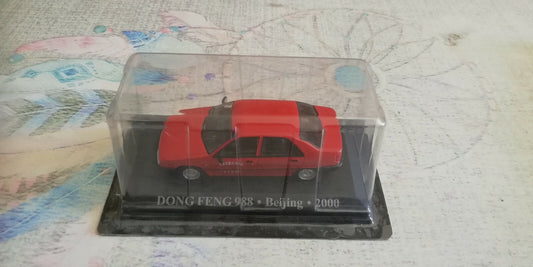 DONG FENG 988 • Beijing • 2000